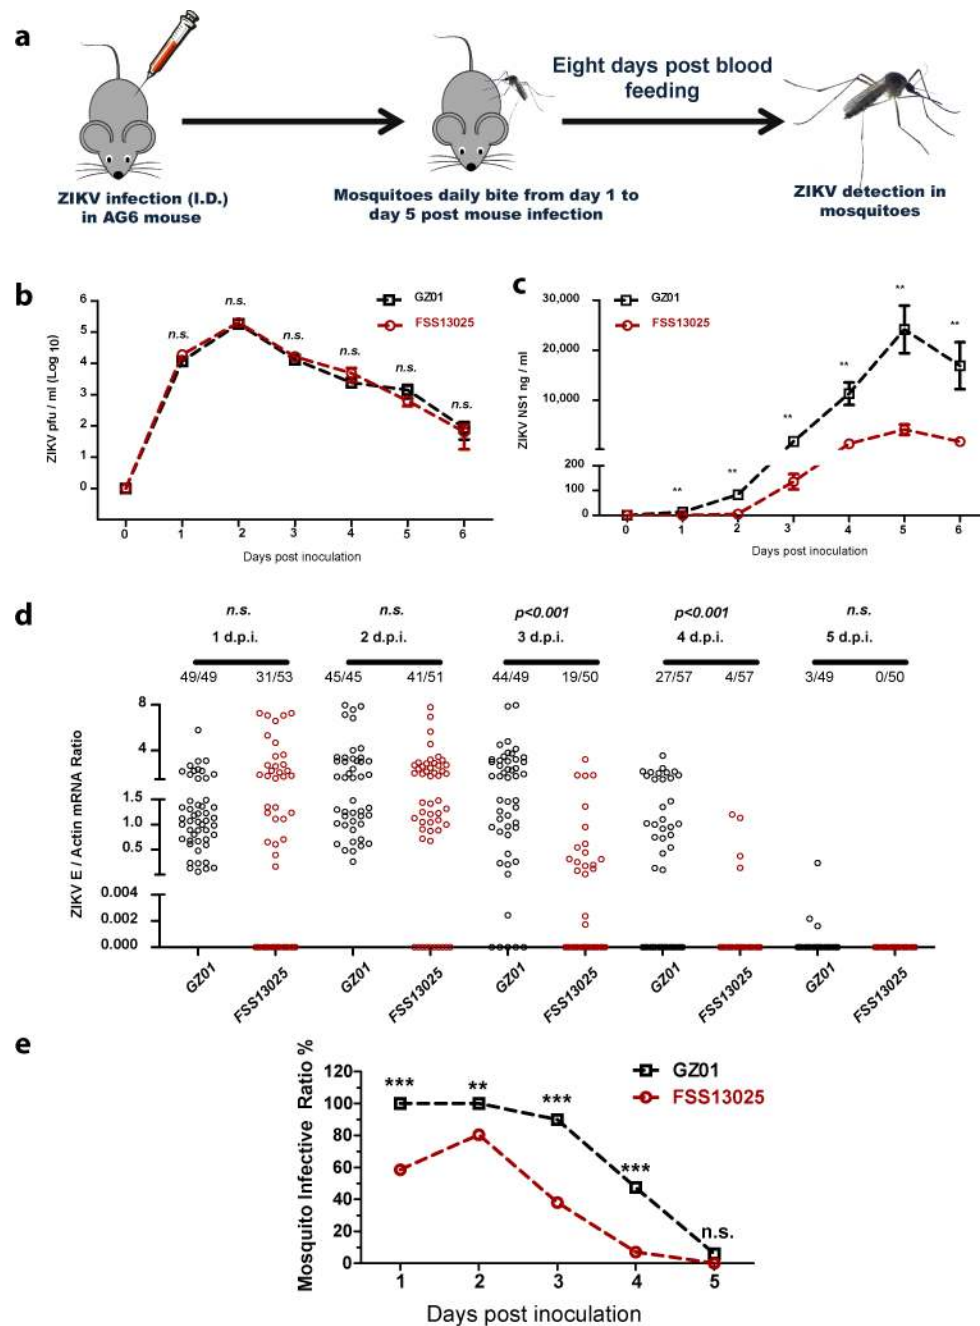 a
Eight days post blood
feeding
ZIKV infection (I.D.)
in AG6 mouse
Mosquitoes daily bite from day 1 to
day 5 post mouse infection
ZIKV detection in
mosquitoes
b
GZ01
FSS13025
ZIKV pfu / ml (Log 10)
6
5
4
3
2
1
0
n.s.
n.s.
n.s.
n.s.
n.s.
n.s.
0 1 2 3 4 5 6
Days post inoculation
c
GZ01
FSS13025
ZIKV NS1 ng / ml
30,000
20,000
10,000
200
100
0
**
**
**
**
**
**
0 1 2 3 4 5 6
Days post inoculation
d
n.s. n.s. p<0.001 p<0.001 n.s.
1 d.p.i. 2 d.p.i. 3 d.p.i. 4 d.p.i. 5 d.p.i.
49/49 31/53 45/45 41/51 44/49 19/50 27/57 4/57 3/49 0/50
ZIKV E / Actin mRNA Ratio
8
4
1.5
1.0
0.5
0.004
0.002
0.000
GZ01 FSS13025 GZ01 FSS13025 GZ01 FSS13025 GZ01 FSS13025 GZ01 FSS13025
e
Mosquito Infective Ratio %
120
100
80
60
40
20
0
GZ01
FSS13025
*** ** *** *** n.s.
1 2 3 4 5
Days post inoculation